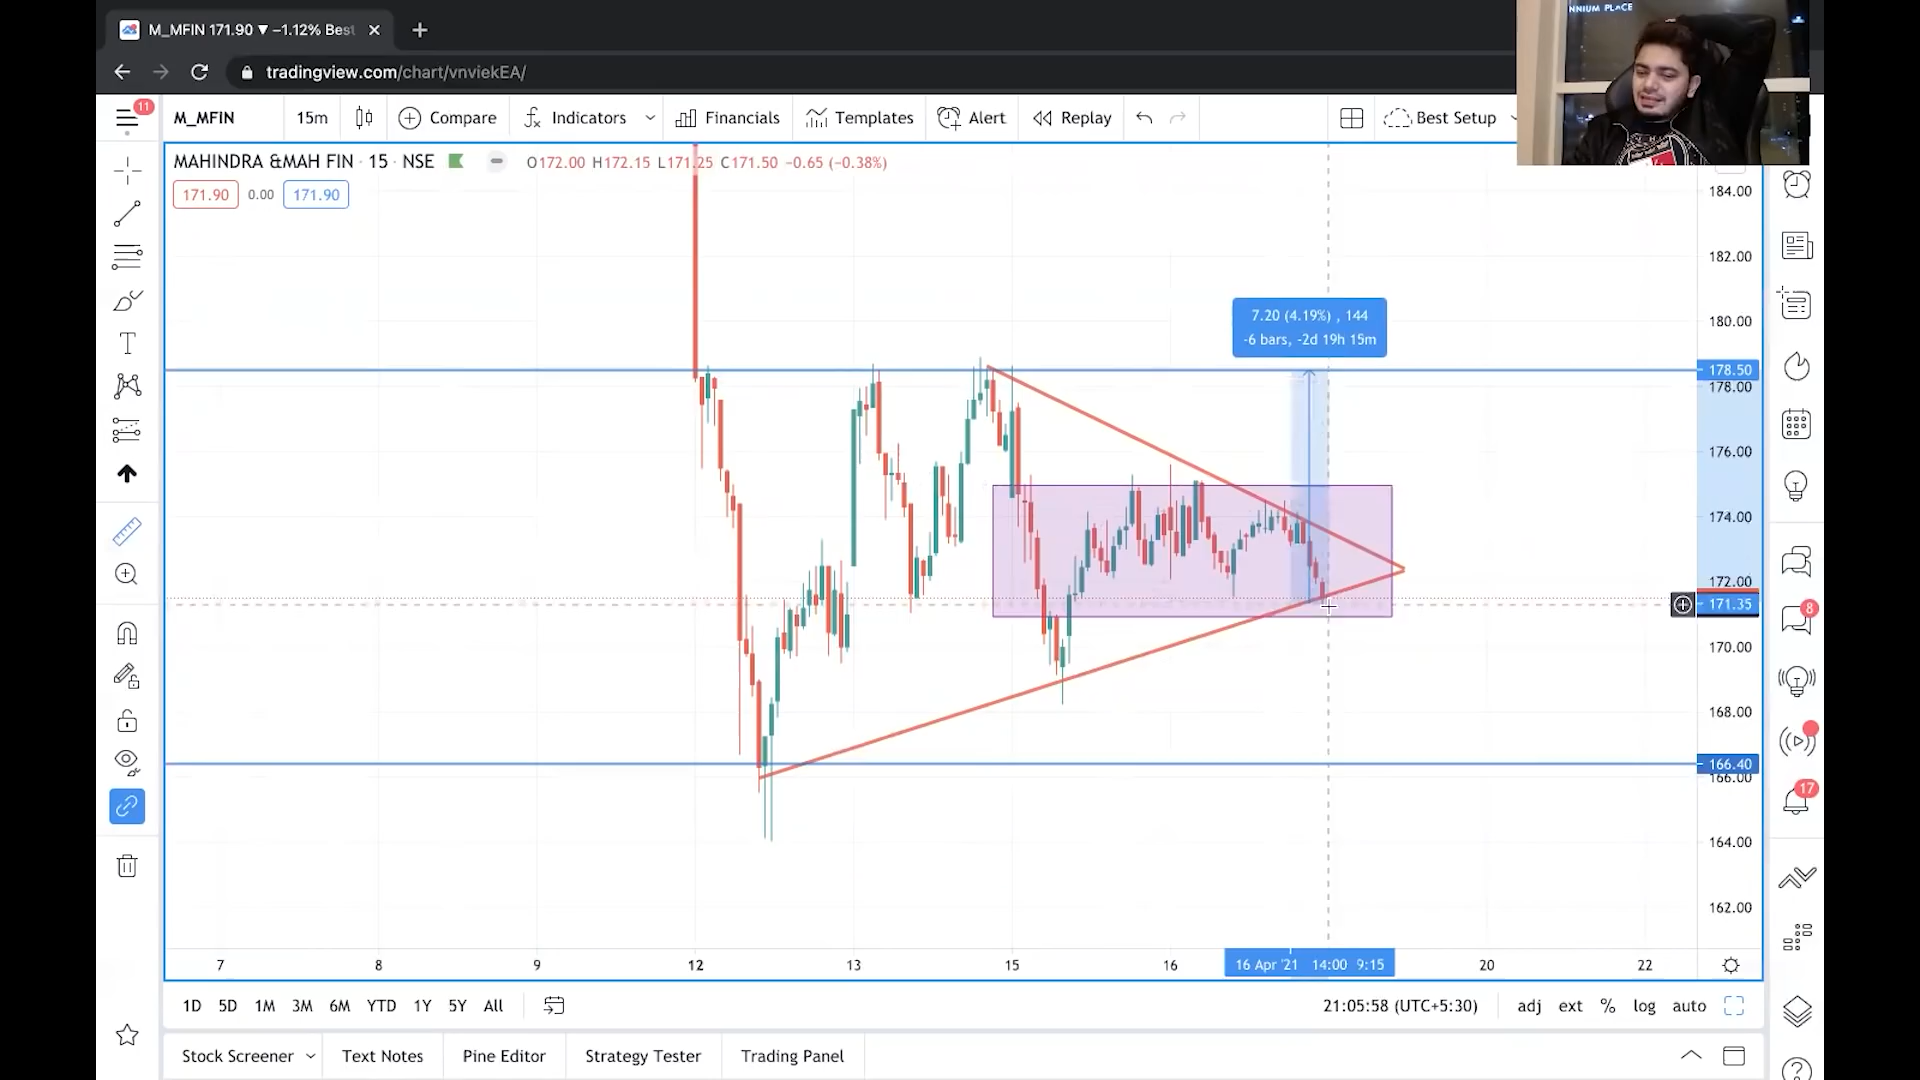 NNIUM PLACE
M_MFIN 171.90 ▼ −1.12% Best
tradingview.com/chart/vnviekEA/
11
M_MFIN
15m
Compare
Indicators
Financials
Templates
Alert
Replay
Best Setup
MAHINDRA &MAH FIN · 15 · NSE
O172.00 H172.15 L171.25 C171.50 −0.65 (−0.38%)
171.90
0.00
171.90
184.00
182.00
180.00
178.50
178.00
176.00
174.00
172.00
171.35
170.00
168.00
166.40
166.00
164.00
162.00
7.20 (4.19%) , 144
-6 bars, -2d 19h 15m
8
17
7
8
9
12
13
15
16
16 Apr '21
14:00
9:15
20
22
1D
5D
1M
3M
6M
YTD
1Y
5Y
All
21:05:58 (UTC+5:30)
adj
ext
%
log
auto
Stock Screener
Text Notes
Pine Editor
Strategy Tester
Trading Panel